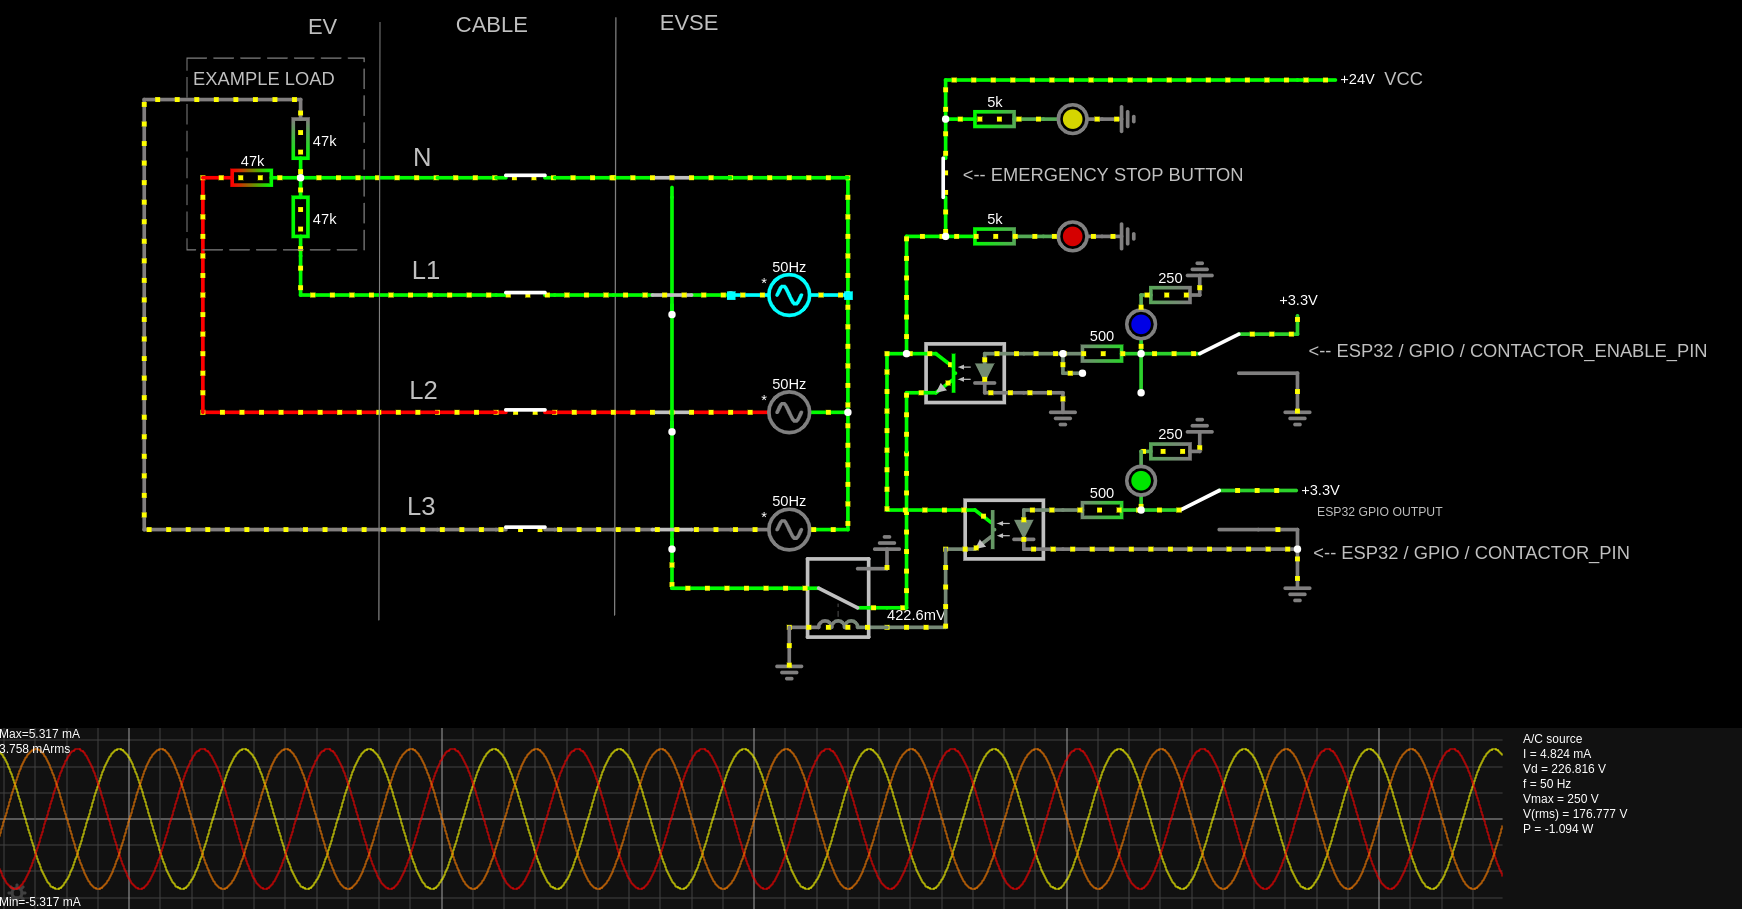 EV
CABLE
EVSE
EXAMPLE LOAD
+24V VCC
5k
47k
47k
N
<-- EMERGENCY STOP BUTTON
47k
5k
L1
50Hz
*
250
+3.3V
500
<-- ESP32 / GPIO / CONTACTOR_ENABLE_PIN
L2
50Hz
*
250
L3
50Hz
*
500
+3.3V
ESP32 GPIO OUTPUT
<-- ESP32 / GPIO / CONTACTOR_PIN
422.6mV
Max=5.317 mA
3.758 mArms
Min=-5.317 mA
A/C source
I = 4.824 mA
Vd = 226.816 V
f = 50 Hz
Vmax = 250 V
V(rms) = 176.777 V
P = -1.094 W